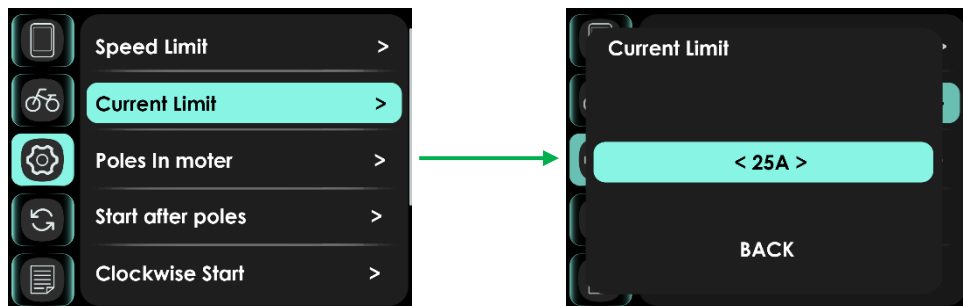 Speed Limit >
Current Limit >
Poles In moter >
Start after poles >
Clockwise Start >
Current Limit
< 25A >
BACK